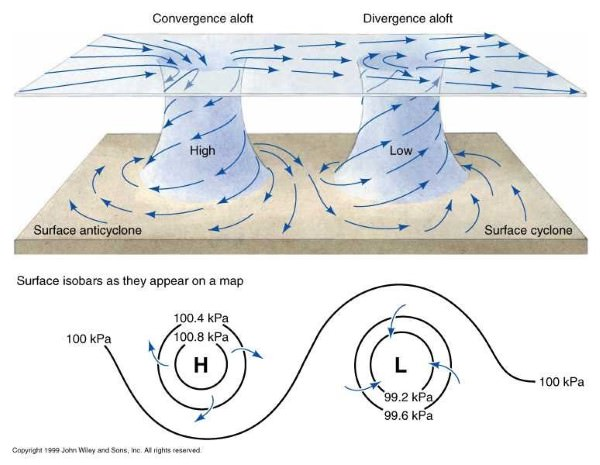 Convergence aloft
Divergence aloft
High
Low
Surface anticyclone
Surface cyclone
Surface isobars as they appear on a map
100 kPa
100.4 kPa
100.8 kPa
H
L
99.2 kPa
99.6 kPa
100 kPa
Copyright 1999 John Wiley and Sons, Inc. All rights reserved.